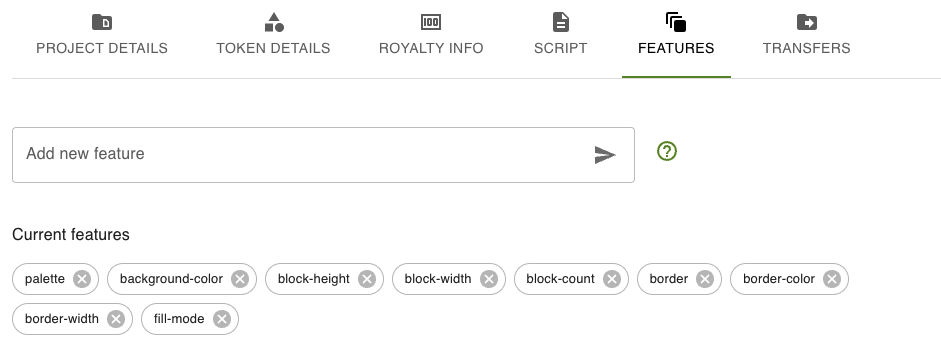 PROJECT DETAILS TOKEN DETAILS ROYALTY INFO SCRIPT FEATURES TRANSFERS
Add new feature
Current features
palette background-color block-height block-width block-count border border-color
border-width fill-mode